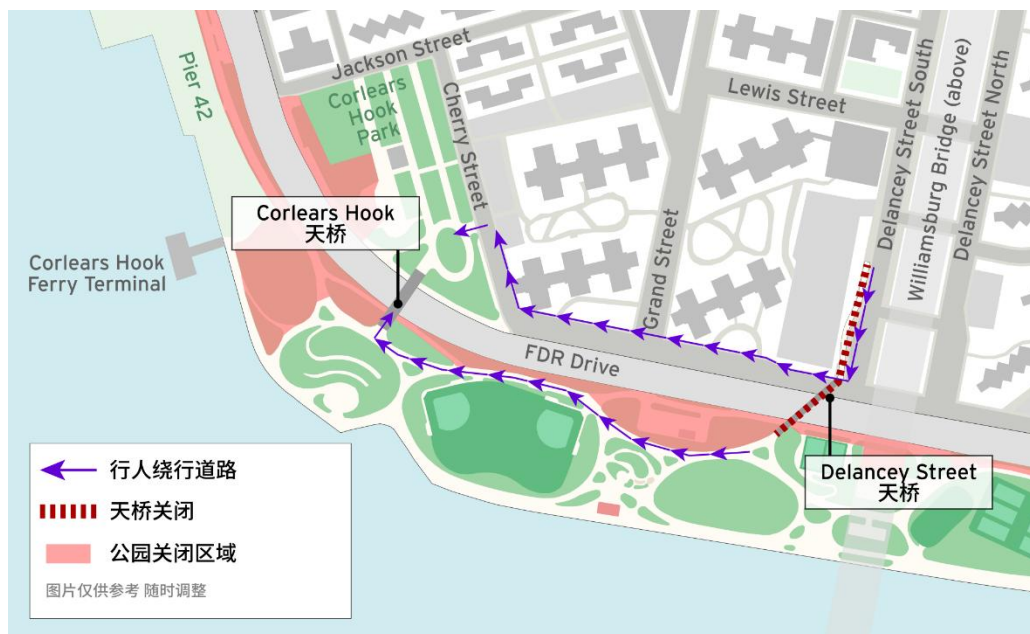 Pier 42
Jackson Street
Corlears
Hook
Park
Cherry Street
Lewis Street
Delancey Street South
Williamsburg Bridge (above)
Delancey Street North
Corlears Hook
天桥
Corlears Hook
Ferry Terminal
Grand Street
FDR Drive
Delancey Street
天桥
行人绕行道路
天桥关闭
公园关闭区域
图片仅供参考 随时调整